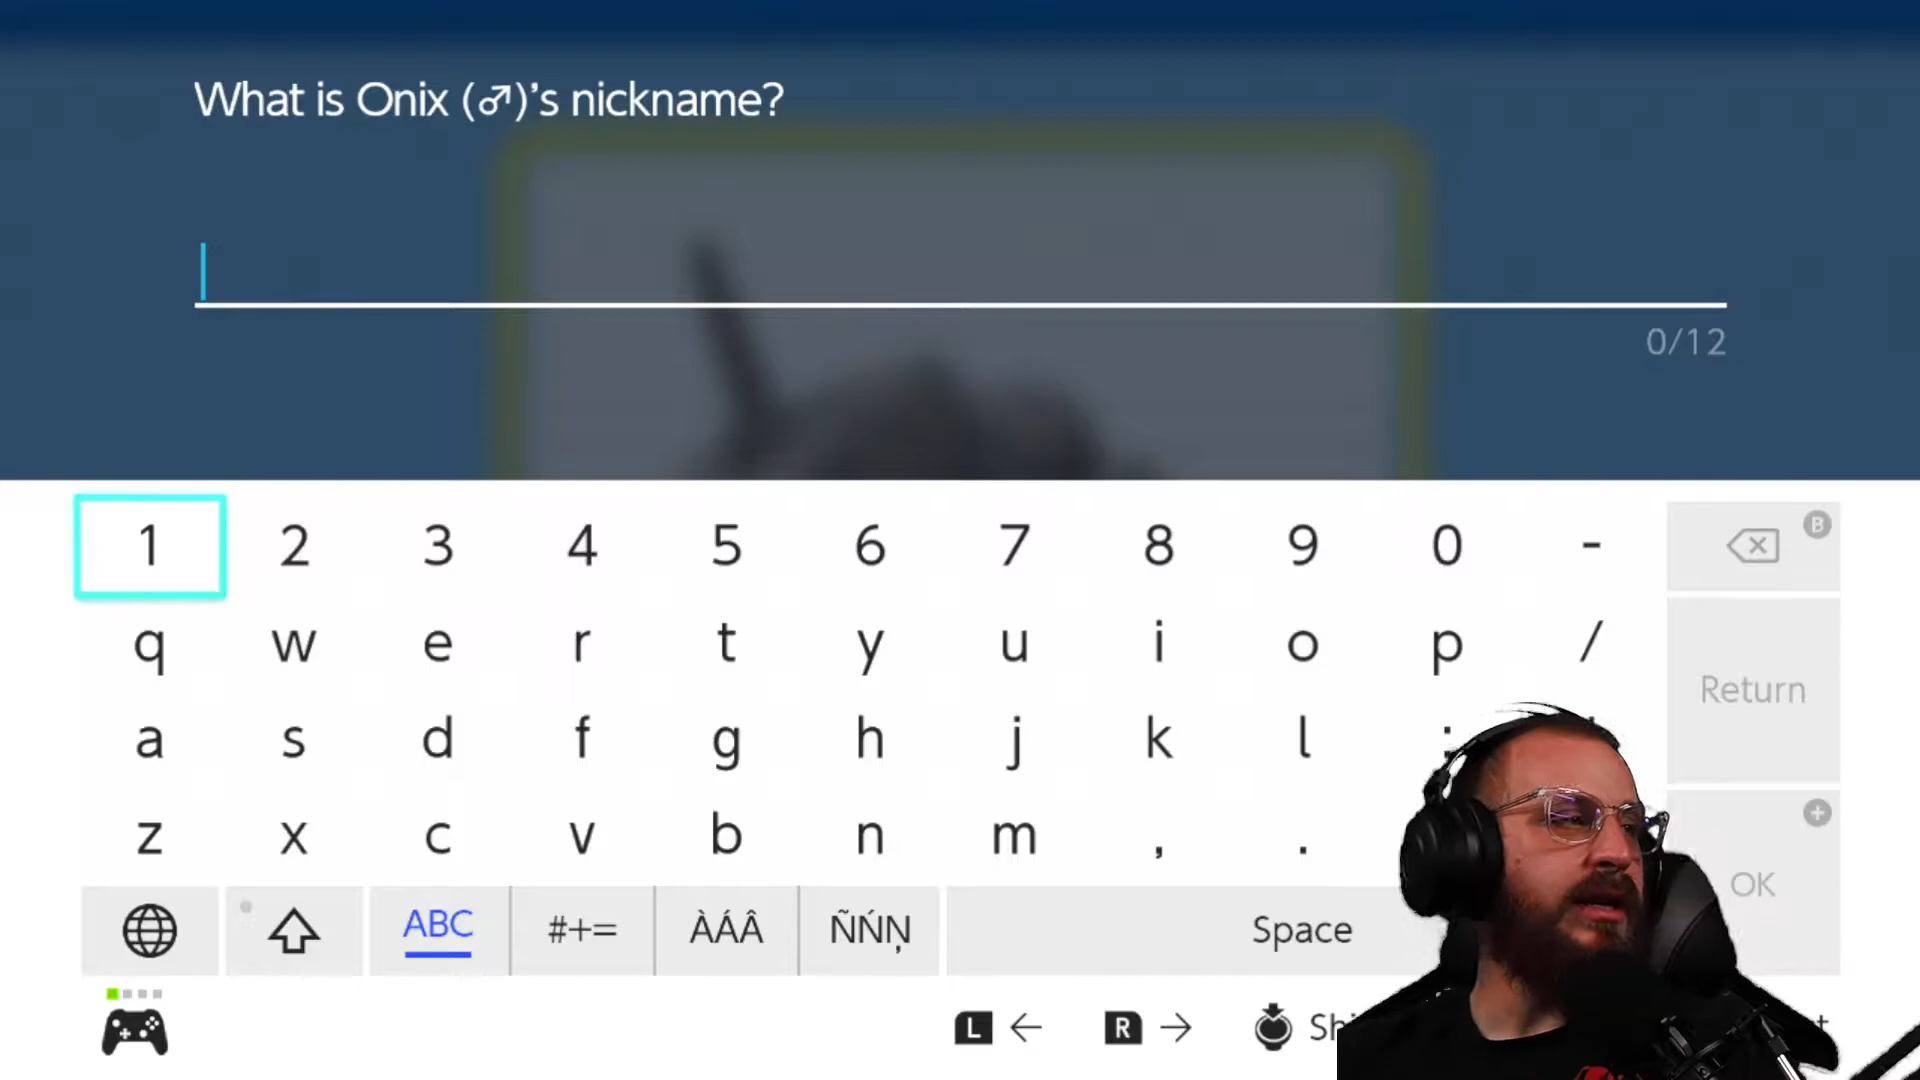 What is Onix (♂)'s nickname?
0/12
1 2 3 4 5 6 7 8 9 0 -
B
q w e r t y u i o p /
Return
a s d f g h j k l
z x c v b n m , .
+
OK
ABC #+= ÀÁÂ ÑŃŅ Space
L ← R →